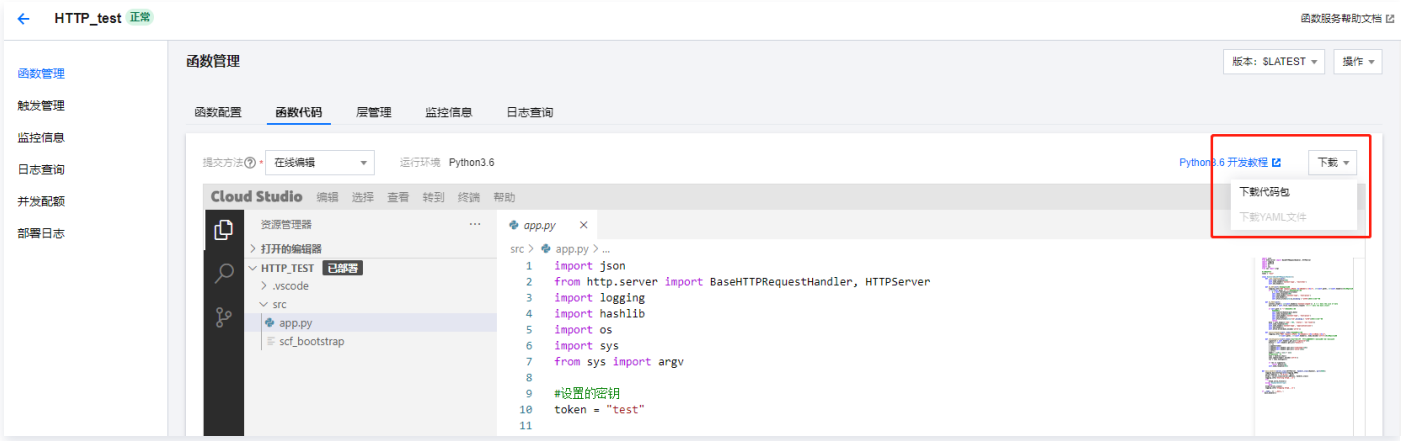 HTTP_test 正常
函数服务帮助文档
函数管理
触发管理
监控信息
日志查询
并发配额
部署日志
函数管理
版本：$LATEST
操作
函数配置 函数代码 层管理 监控信息 日志查询
提交方法 * 在线编辑 运行环境 Python3.6
Python3.6 开发教程 下载
下载代码包
下载YAML文件
Cloud Studio 编辑 选择 查看 转到 终端 帮助
资源管理器 ...
打开的编辑器
HTTP_TEST 已部署
.vscode
src
app.py
scf_bootstrap
app.py
src > app.py > ...
1 import json
2 from http.server import BaseHTTPRequestHandler, HTTPServer
3 import logging
4 import hashlib
5 import os
6 import sys
7 from sys import argv
8
9 #设置的密钥
10 token = "test"
11